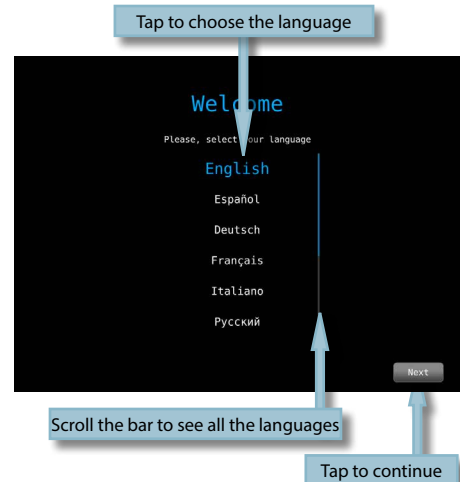 Tap to choose the language
Welcome
Please, select your language
English
Español
Deutsch
Français
Italiano
Русский
Next
Scroll the bar to see all the languages
Tap to continue